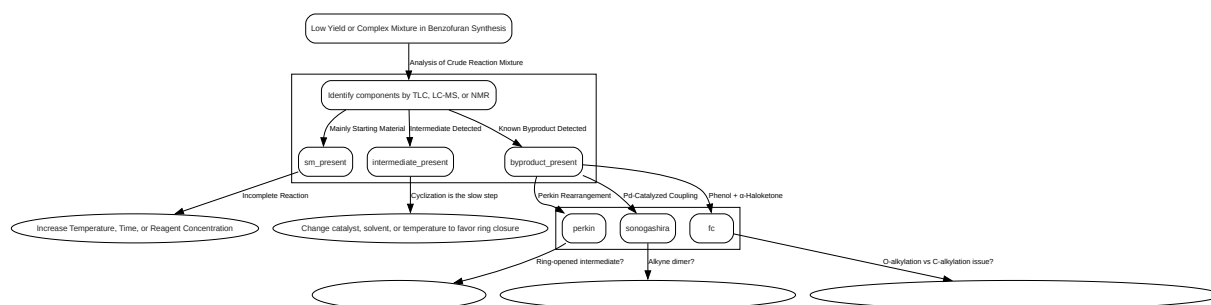 Low Yield or Complex Mixture in Benzofuran Synthesis
Analysis of Crude Reaction Mixture
Identify components by TLC, LC-MS, or NMR
Mainly Starting Material
Intermediate Detected
Known Byproduct Detected
sm_present
intermediate_present
byproduct_present
Incomplete Reaction
Cyclization is the slow step
Perkin Rearrangement
Pd-Catalyzed Coupling
Phenol + α-Haloketone
Increase Temperature, Time, or Reagent Concentration
Change catalyst, solvent, or temperature to favor ring closure
perkin
sonogashira
fc
Ring-opened intermediate?
Alkyne dimer?
O-alkylation vs C-alkylation issue?